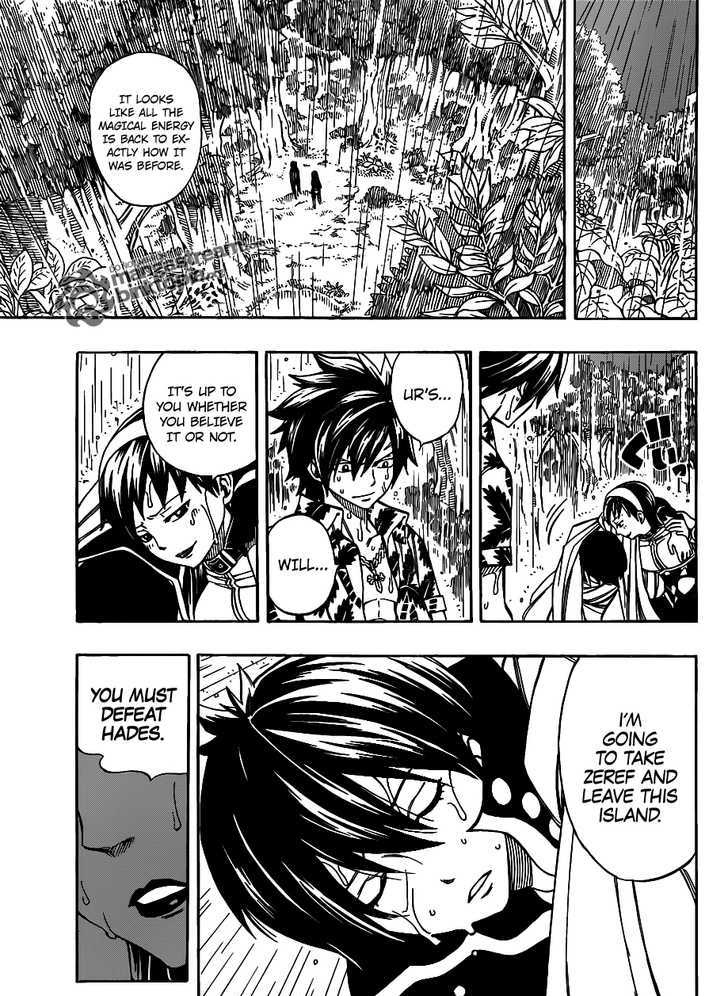 IT LOOKS
LIKE ALL THE
MAGICAL ENERGY
IS BACK TO EX-
ACTLY HOW IT
WAS BEFORE.
UR'S...
WILL...
IT'S UP TO
YOU WHETHER
YOU BELIEVE
IT OR NOT.
I'M
GOING
TO TAKE
ZEREF AND
LEAVE THIS
ISLAND.
YOU MUST
DEFEAT
HADES.